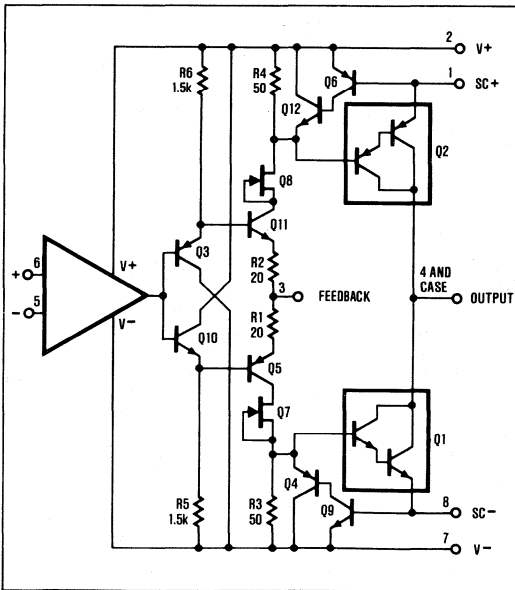 2 V+
R6
1.5k
R4
50
Q6
1 SC+
Q12
Q2
Q8
Q11
Q3
R2
20
6
+
V+
3 FEEDBACK
4 AND
CASE
OUTPUT
5
-
V-
R1
20
Q10
Q5
Q7
Q1
Q4
Q9
R5
1.5k
R3
50
8 SC-
7
V-